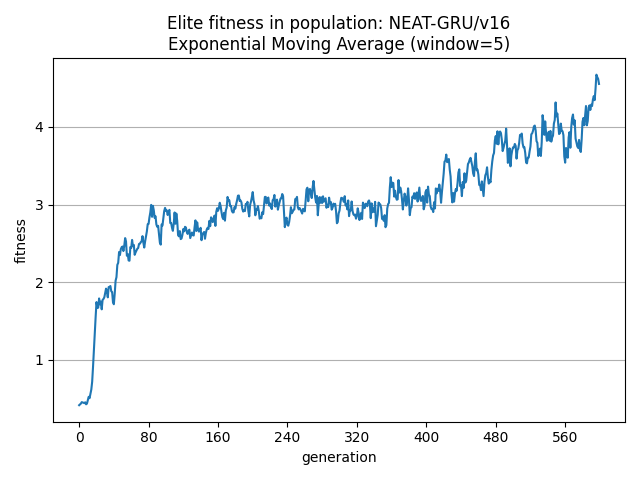 Elite fitness in population: NEAT-GRU/v16
Exponential Moving Average (window=5)
fitness
4
3
2
1
0 80 160 240 320 400 480 560
generation